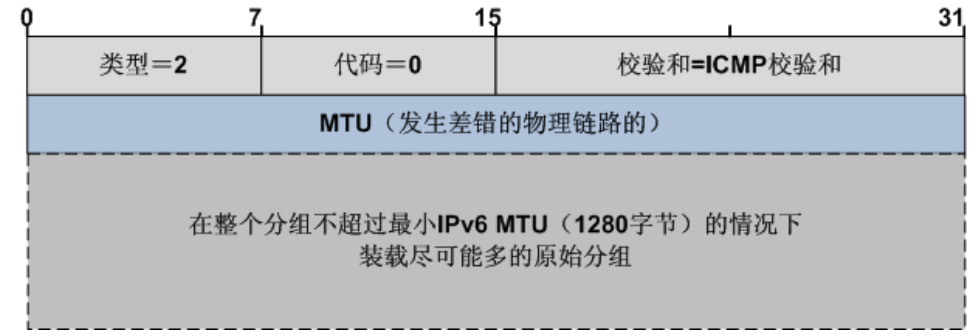 0 7 15 31
类型＝2 代码＝0 校验和=ICMP校验和
MTU（发生差错的物理链路的）
在整个分组不超过最小IPv6 MTU（1280字节）的情况下
装载尽可能多的原始分组